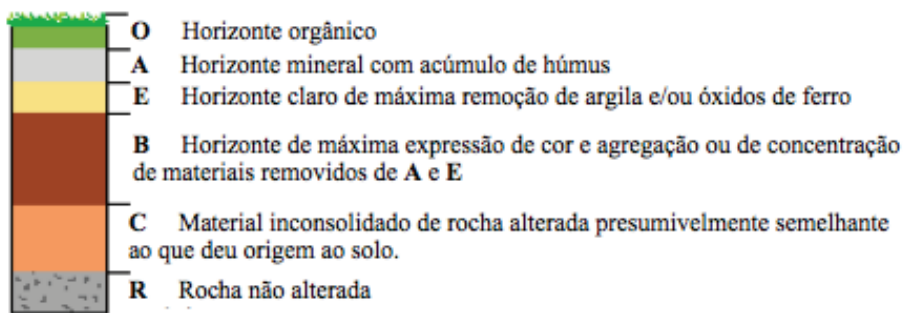 O Horizonte orgânico
A Horizonte mineral com acúmulo de húmus
E Horizonte claro de máxima remoção de argila e/ou óxidos de ferro
B Horizonte de máxima expressão de cor e agregação ou de concentração
de materiais removidos de A e E
C Material inconsolidado de rocha alterada presumivelmente semelhante
ao que deu origem ao solo.
R Rocha não alterada